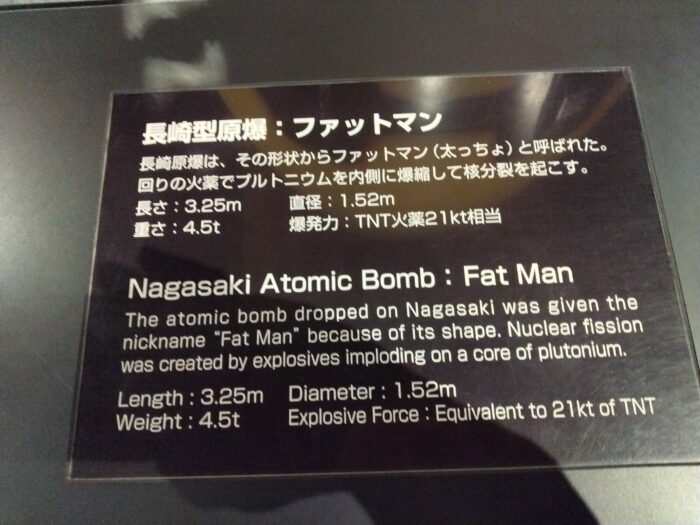 長崎型原爆：ファットマン
長崎原爆は、その形状からファットマン（太っちょ）と呼ばれた。
回りの火薬でプルトニウムを内側に爆縮して核分裂を起こす。
長さ：3.25m 直径：1.52m
重さ：4.5t 爆発力：TNT火薬21kt相当
Nagasaki Atomic Bomb : Fat Man
The atomic bomb dropped on Nagasaki was given the
nickname “Fat Man” because of its shape. Nuclear fission
was created by explosives imploding on a core of plutonium.
Length : 3.25m Diameter : 1.52m
Weight : 4.5t Explosive Force : Equivalent to 21kt of TNT